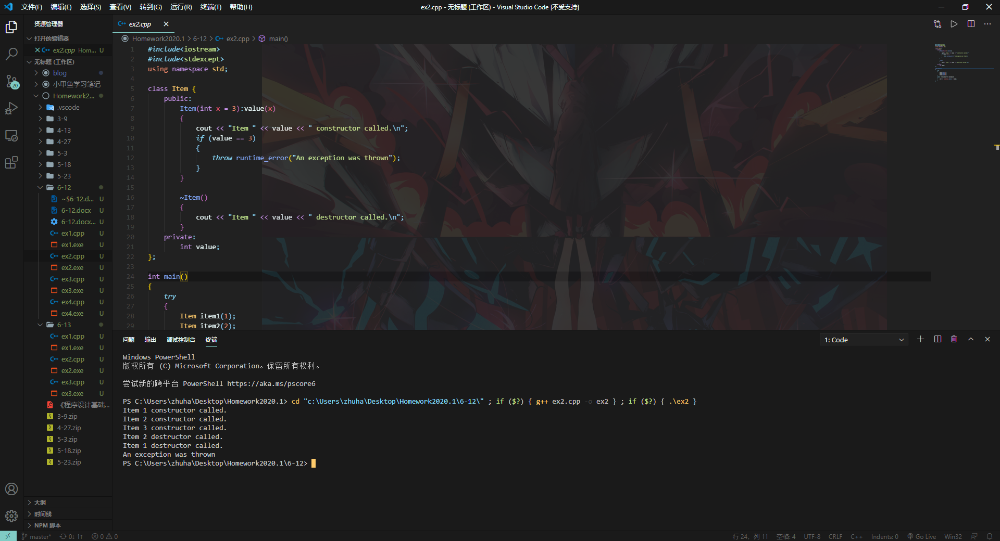 文件(F) 编辑(E) 选择(S) 查看(V) 转到(G) 运行(R) 终端(T) 帮助(H) ex2.cpp - 无标题 (工作区) - Visual Studio Code [不受支持]
资源管理器
打开的编辑器
ex2.cpp Hom... U
无标题 (工作区)
blog
小甲鱼学习笔记
Homework2...
.vscode
3-9
4-13
4-27
5-3
5-18
5-23
6-12
~$6-12.d... U
6-12.docx U
6-12.docx... U
ex1.cpp U
ex1.exe U
ex2.cpp U
ex2.exe U
ex3.cpp U
ex3.exe U
ex4.cpp U
ex4.exe U
6-13
ex1.cpp U
ex1.exe U
ex2.cpp U
ex2.exe U
ex3.cpp U
ex3.exe U
《程序设计基础...
3-9.zip
4-27.zip
5-3.zip
5-18.zip
5-23.zip
大纲
时间线
NPM 脚本
20
ex2.cpp
Homework2020.1 > 6-12 > ex2.cpp > main()
1 #include<iostream>
2 #include<stdexcept>
3 using namespace std;
4
5 class Item {
6 public:
7 Item(int x = 3):value(x)
8 {
9 cout << "Item " << value << " constructor called.\n";
10 if (value == 3)
11 {
12 throw runtime_error("An exception was thrown");
13 }
14 }
15
16 ~Item()
17 {
18 cout << "Item " << value << " destructor called.\n";
19 }
20 private:
21 int value;
22 };
23
24 int main()
25 {
26 try
27 {
28 Item item1(1);
29 Item item2(2);
问题 输出 调试控制台 终端 1: Code
Windows PowerShell
版权所有 (C) Microsoft Corporation。保留所有权利。
尝试新的跨平台 PowerShell https://aka.ms/pscore6
PS C:\Users\zhuha\Desktop\Homework2020.1> cd "c:\Users\zhuha\Desktop\Homework2020.1\6-12\" ; if ($?) { g++ ex2.cpp -o ex2 } ; if ($?) { .\ex2 }
Item 1 constructor called.
Item 2 constructor called.
Item 3 constructor called.
Item 2 destructor called.
Item 1 destructor called.
An exception was thrown
PS C:\Users\zhuha\Desktop\Homework2020.1\6-12>
master* 0↓ 1↑ 0 0 行 24，列 11 空格: 4 UTF-8 CRLF C++ Indents: 0 Go Live Win32